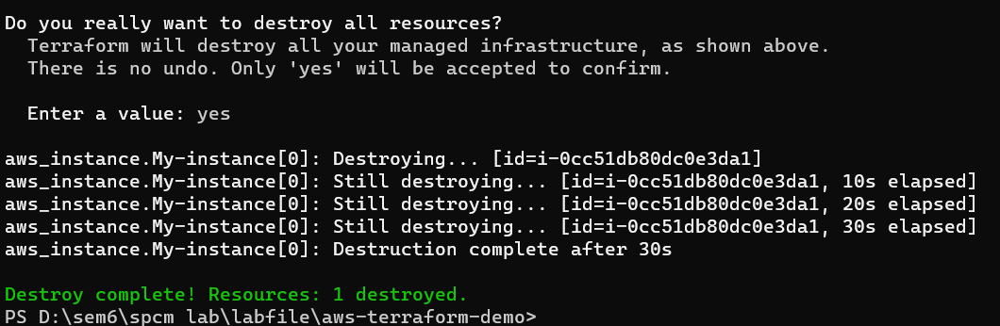 Do you really want to destroy all resources?
Terraform will destroy all your managed infrastructure, as shown above.
There is no undo. Only 'yes' will be accepted to confirm.
Enter a value: yes
aws_instance.My-instance[0]: Destroying... [id=i-0cc51db80dc0e3da1]
aws_instance.My-instance[0]: Still destroying... [id=i-0cc51db80dc0e3da1, 10s elapsed]
aws_instance.My-instance[0]: Still destroying... [id=i-0cc51db80dc0e3da1, 20s elapsed]
aws_instance.My-instance[0]: Still destroying... [id=i-0cc51db80dc0e3da1, 30s elapsed]
aws_instance.My-instance[0]: Destruction complete after 30s
Destroy complete! Resources: 1 destroyed.
PS D:\sem6\spcm lab\labfile\aws-terraform-demo>